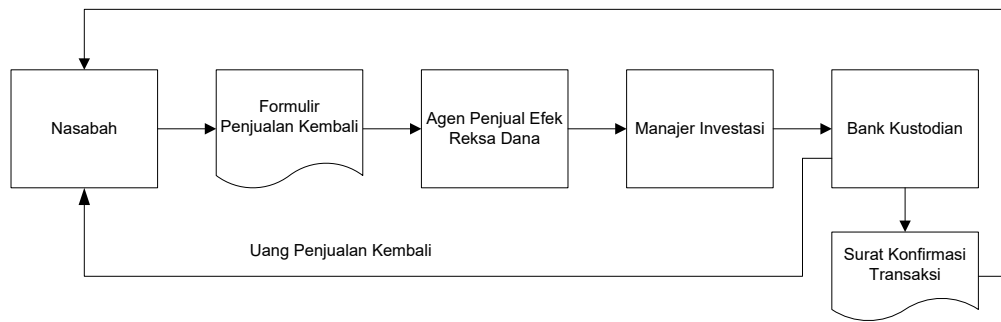 Nasabah
Formulir
Penjualan Kembali
Agen Penjual Efek
Reksa Dana
Manajer Investasi
Bank Kustodian
Uang Penjualan Kembali
Surat Konfirmasi
Transaksi